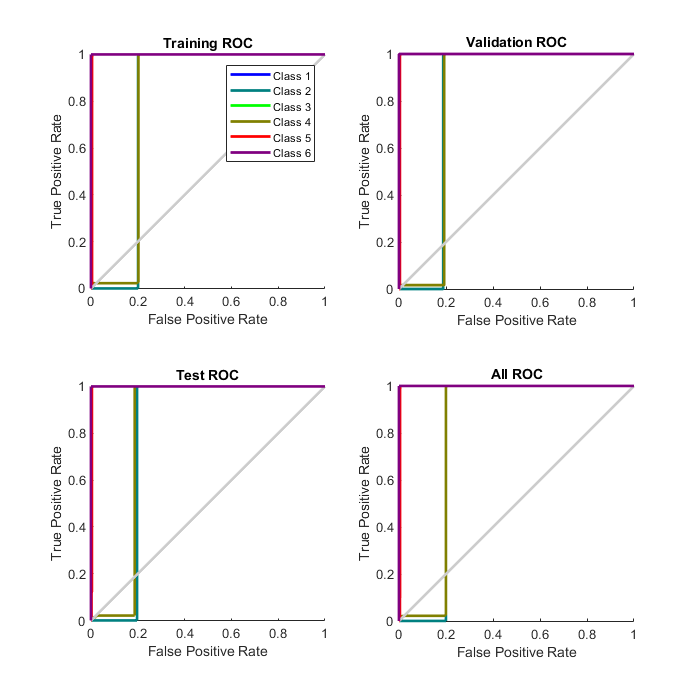 Training ROC
1
0.8
0.6
0.4
0.2
0
True Positive Rate
Class 1
Class 2
Class 3
Class 4
Class 5
Class 6
0 0.2 0.4 0.6 0.8 1
False Positive Rate
Validation ROC
1
0.8
0.6
0.4
0.2
0
True Positive Rate
0 0.2 0.4 0.6 0.8 1
False Positive Rate
Test ROC
1
0.8
0.6
0.4
0.2
0
True Positive Rate
0 0.2 0.4 0.6 0.8 1
False Positive Rate
All ROC
1
0.8
0.6
0.4
0.2
0
True Positive Rate
0 0.2 0.4 0.6 0.8 1
False Positive Rate